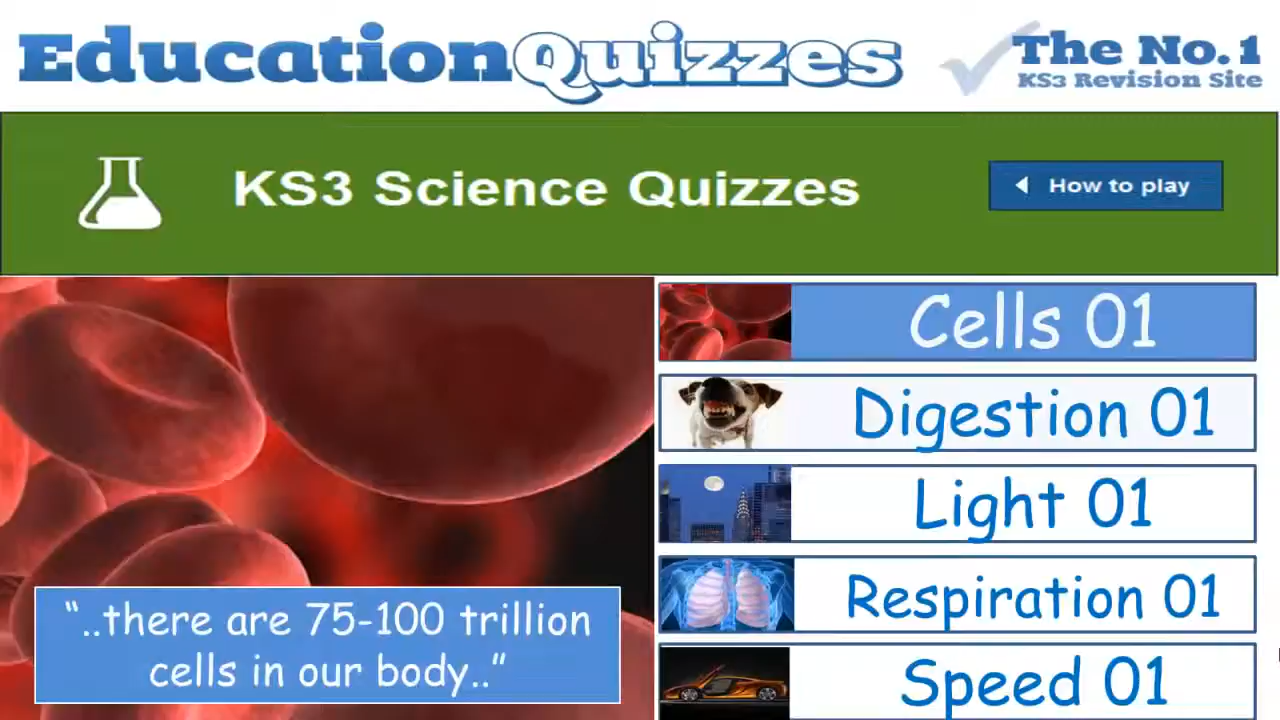 EducationQuizzes
The No.1
KS3 Revision Site
KS3 Science Quizzes
How to play
Cells 01
Digestion 01
Light 01
Respiration 01
Speed 01
“..there are 75-100 trillion
cells in our body..”